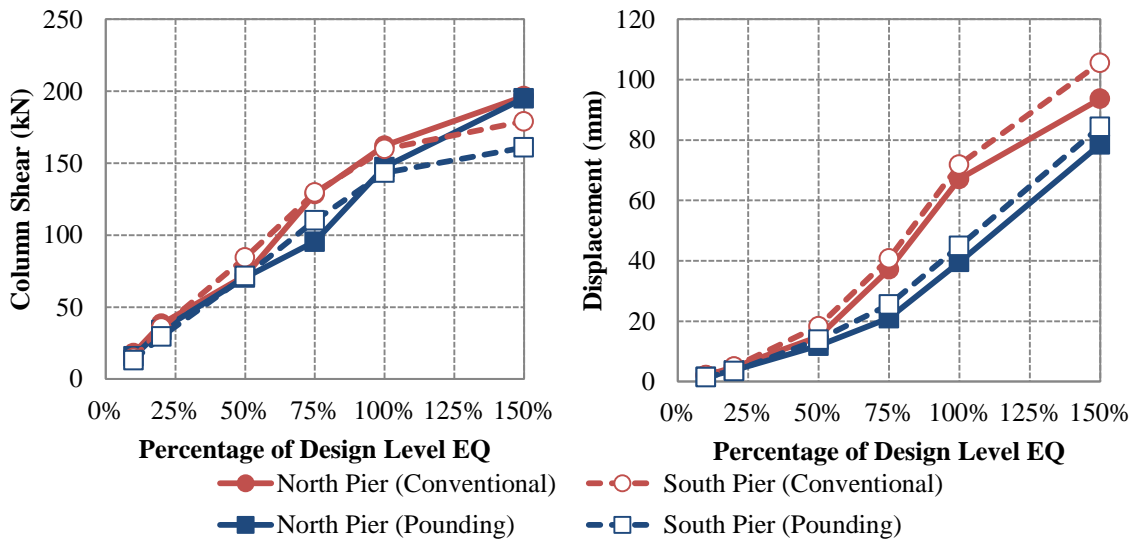 250
200
150
100
50
0
Column Shear (kN)
0% 25% 50% 75% 100% 125% 150%
Percentage of Design Level EQ
120
100
80
60
40
20
0
Displacement (mm)
0% 25% 50% 75% 100% 125% 150%
Percentage of Design Level EQ
North Pier (Conventional) South Pier (Conventional)
North Pier (Pounding) South Pier (Pounding)